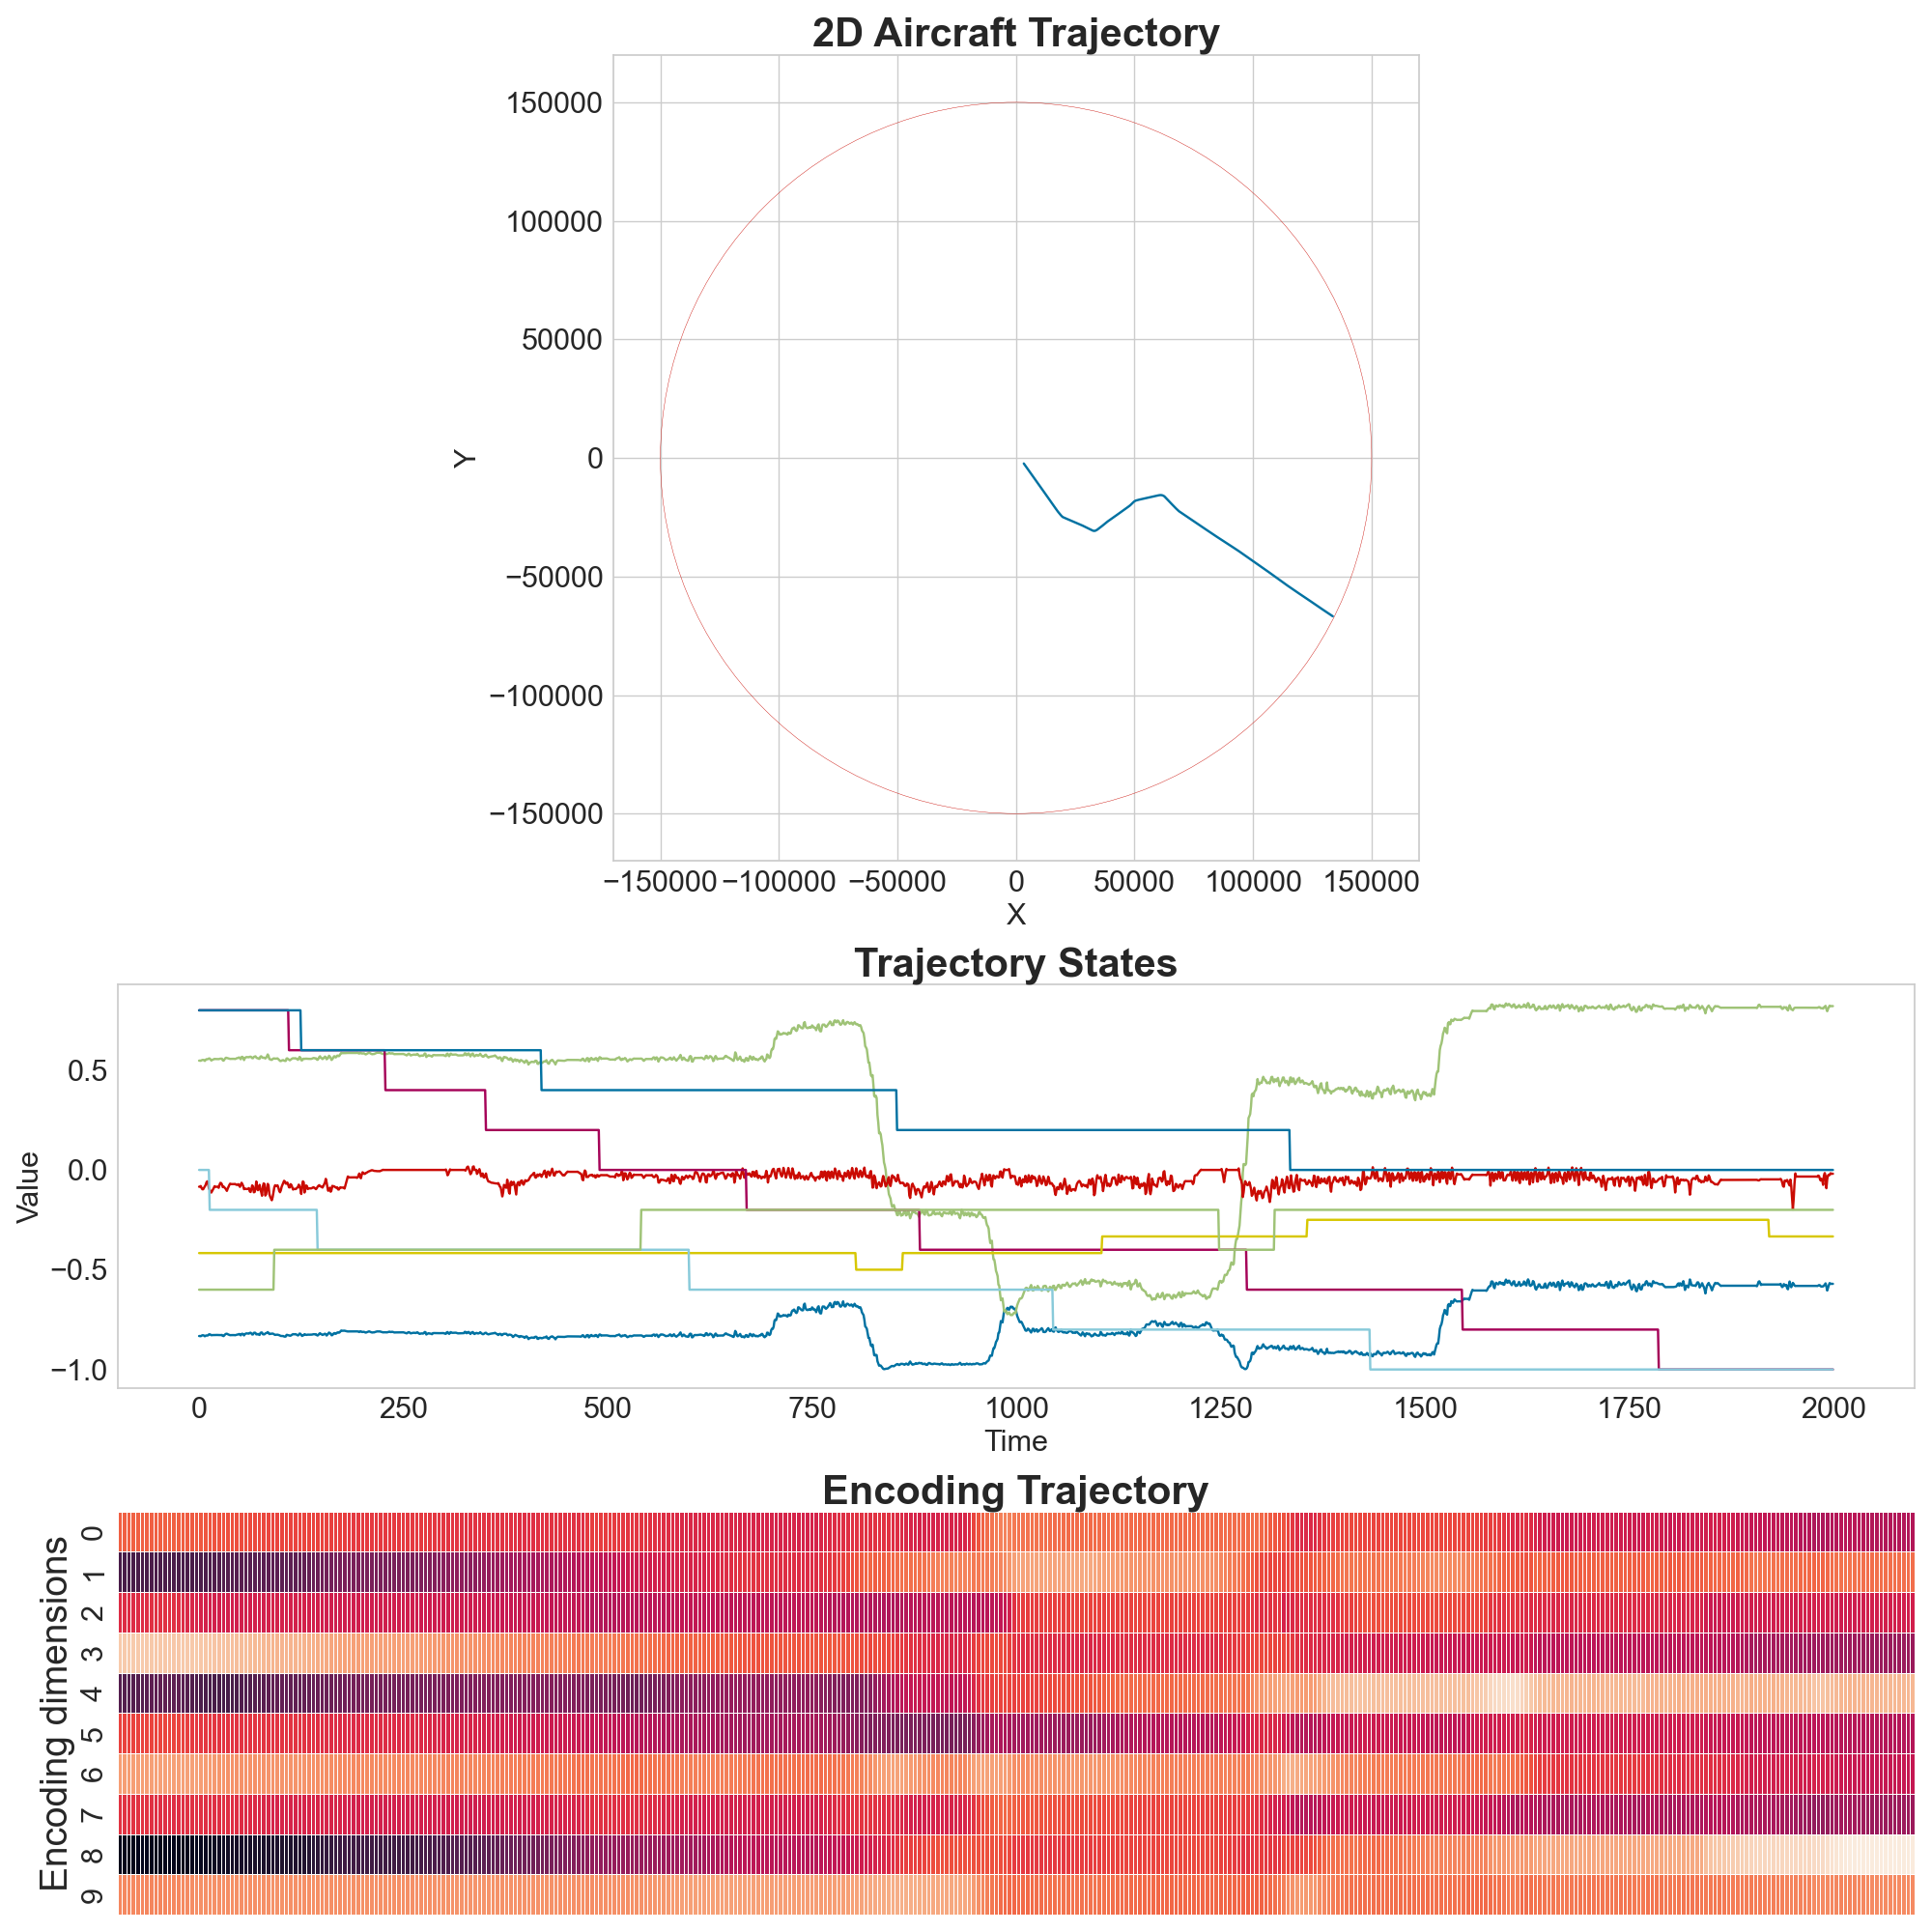 2D Aircraft Trajectory
150000
100000
50000
0
−50000
−100000
−150000
Y
−150000 −100000 −50000 0 50000 100000 150000
X
Trajectory States
0.5
0.0
−0.5
−1.0
Value
0 250 500 750 1000 1250 1500 1750 2000
Time
Encoding Trajectory
Encoding dimensions
0
1
2
3
4
5
6
7
8
9